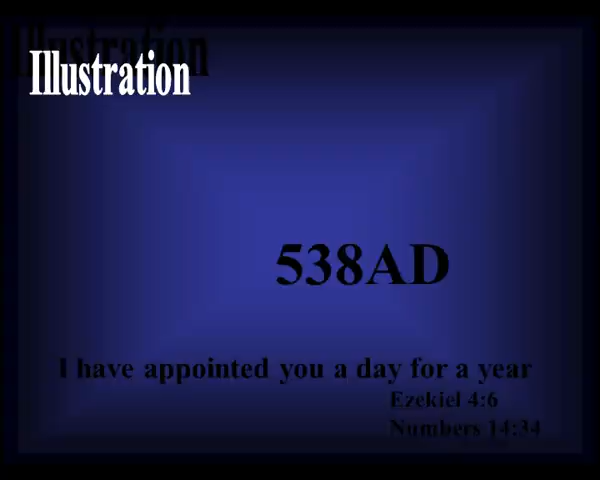 Illustration
538AD
I have appointed you a day for a year
Ezekiel 4:6
Numbers 14:34